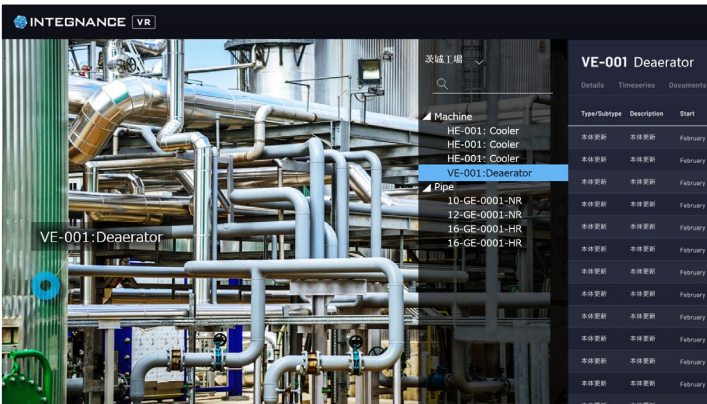 INTEGNANCE VR
茨城工場
Machine
HE-001: Cooler
HE-001: Cooler
HE-001: Cooler
VE-001:Deaerator
Pipe
10-GE-0001-NR
12-GE-0001-NR
16-GE-0001-HR
16-GE-0001-HR
VE-001:Deaerator
VE-001 Deaerator
Details Timeseries Documents
Type/Subtype Description Start
本体更新 本体更新 February
本体更新 本体更新 February
本体更新 本体更新 February
本体更新 本体更新 February
本体更新 本体更新 February
本体更新 本体更新 February
本体更新 本体更新 February
本体更新 本体更新 February
本体更新 本体更新 February
本体更新 本体更新 February
本体更新 本体更新 February
本体更新 本体更新 February